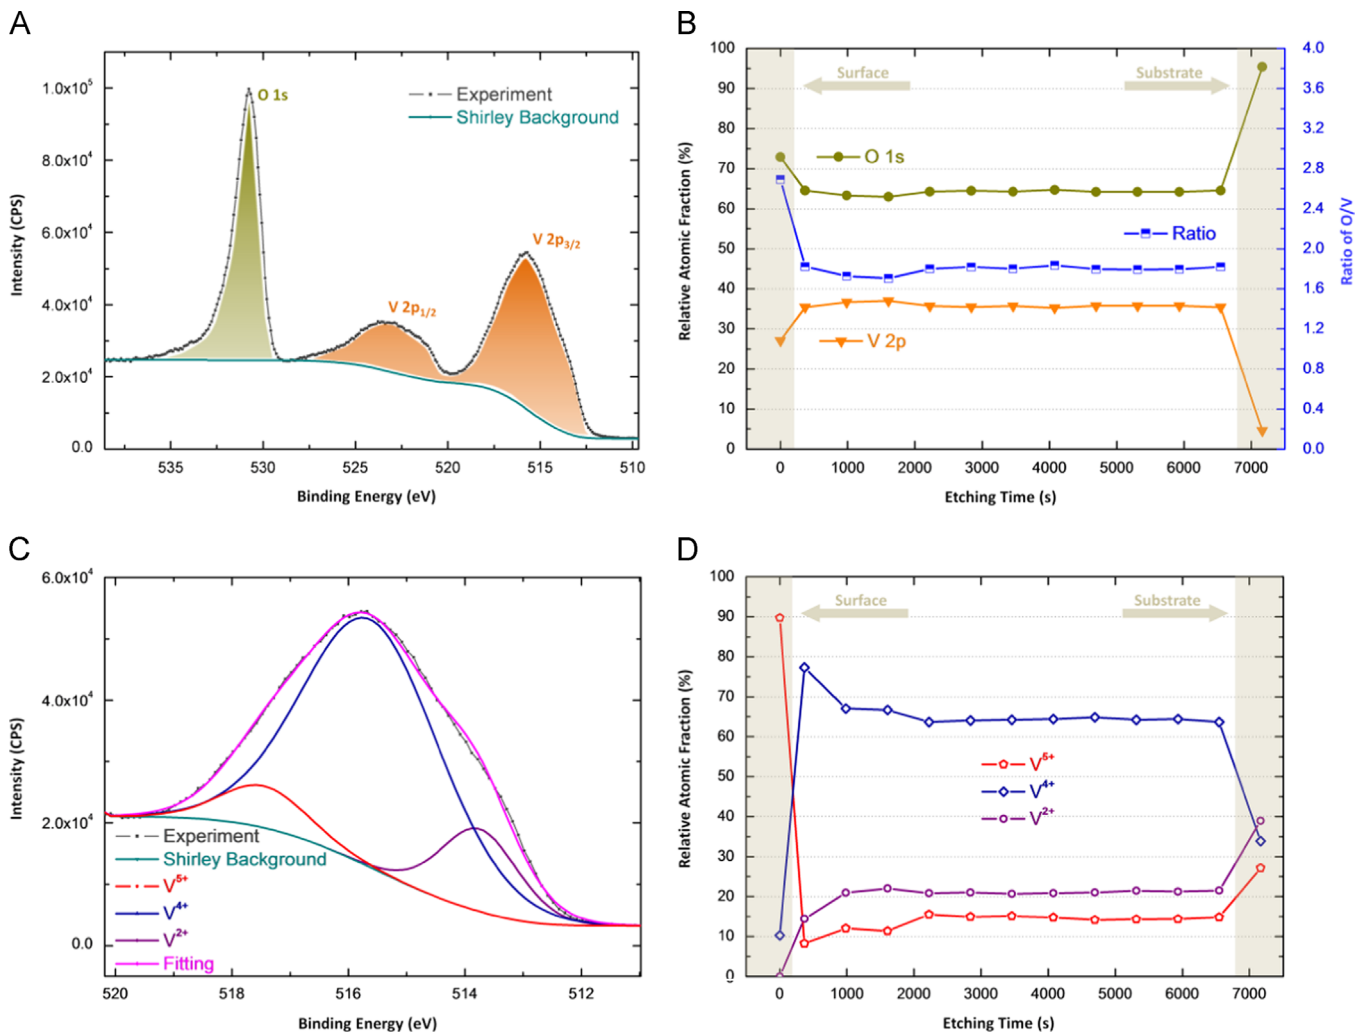 A
1.0x10⁵
8.0x10⁴
6.0x10⁴
4.0x10⁴
2.0x10⁴
0.0
Intensity (CPS)
O 1s
V 2p1/2
V 2p3/2
Experiment
Shirley Background
535
530
525
520
515
510
Binding Energy (eV)
B
100
90
80
70
60
50
40
30
20
10
0
Relative Atomic Fraction (%)
Surface
Substrate
O 1s
Ratio
V 2p
4.0
3.6
3.2
2.8
2.4
2.0
1.6
1.2
0.8
0.4
0.0
Ratio of O/V
0
1000
2000
3000
4000
5000
6000
7000
Etching Time (s)
C
6.0x10⁴
4.0x10⁴
2.0x10⁴
0.0
Intensity (CPS)
Experiment
Shirley Background
V⁵⁺
V⁴⁺
V²⁺
Fitting
520
518
516
514
512
Binding Energy (eV)
D
100
90
80
70
60
50
40
30
20
10
0
Relative Atomic Fraction (%)
Surface
Substrate
V⁵⁺
V⁴⁺
V²⁺
0
1000
2000
3000
4000
5000
6000
7000
Etching Time (s)